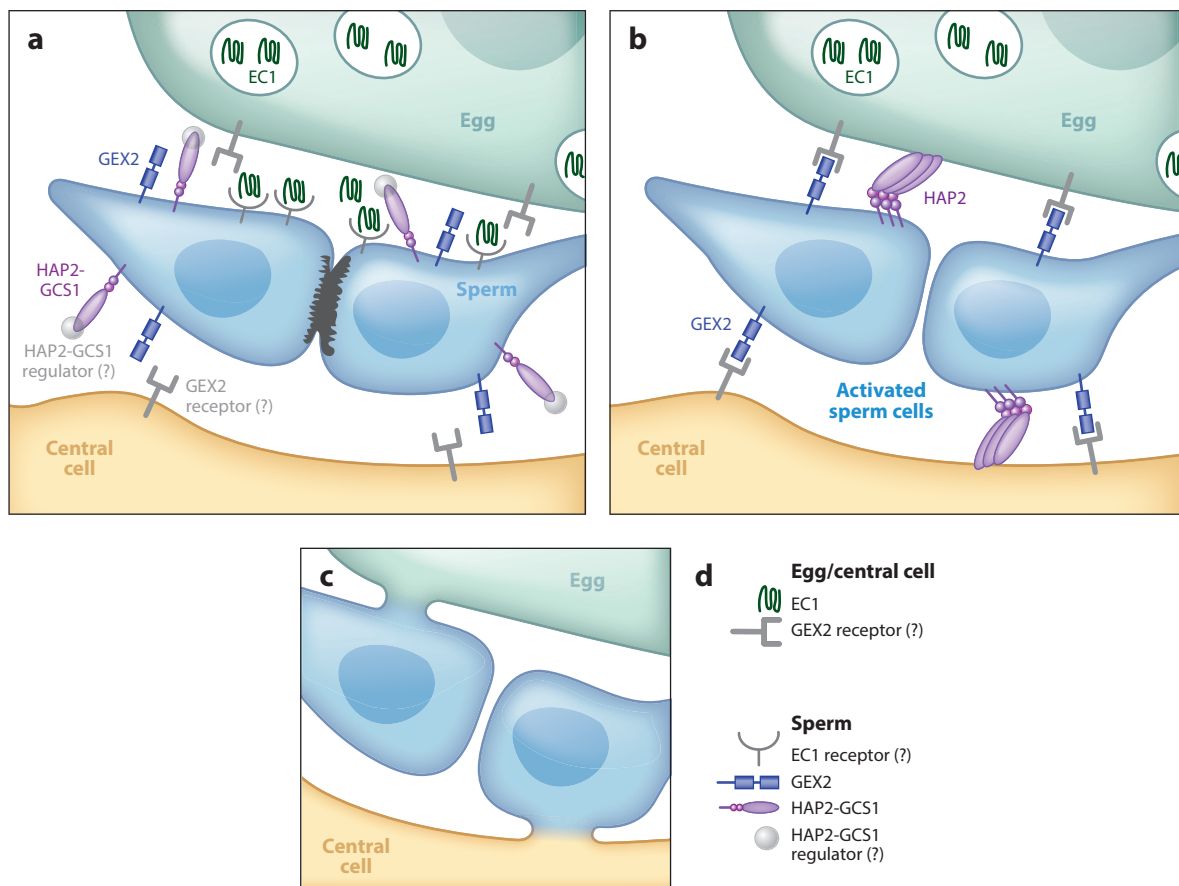 a
EC1
Egg
GEX2
HAP2-
GCS1
Sperm
HAP2-GCS1
regulator (?)
GEX2
receptor (?)
Central
cell
b
EC1
Egg
HAP2
GEX2
Activated
sperm cells
Central
cell
c
Egg
Central
cell
d
Egg/central cell
EC1
GEX2 receptor (?)
Sperm
EC1 receptor (?)
GEX2
HAP2-GCS1
HAP2-GCS1
regulator (?)